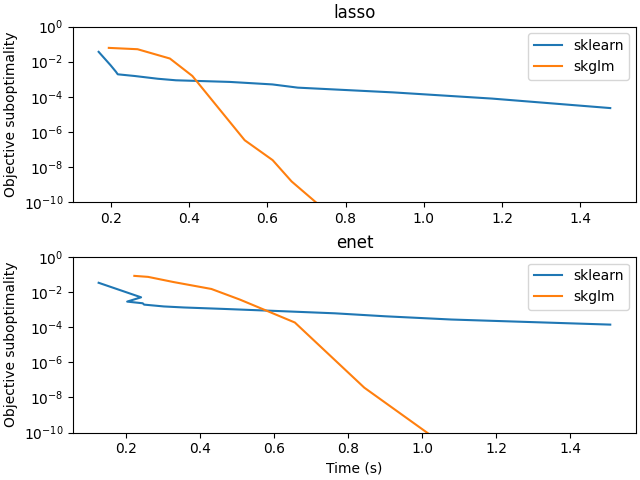 lasso
Objective suboptimality
10^0
10^-2
10^-4
10^-6
10^-8
10^-10
sklearn
skglm
0.2 0.4 0.6 0.8 1.0 1.2 1.4
enet
Objective suboptimality
10^0
10^-2
10^-4
10^-6
10^-8
10^-10
sklearn
skglm
0.2 0.4 0.6 0.8 1.0 1.2 1.4
Time (s)